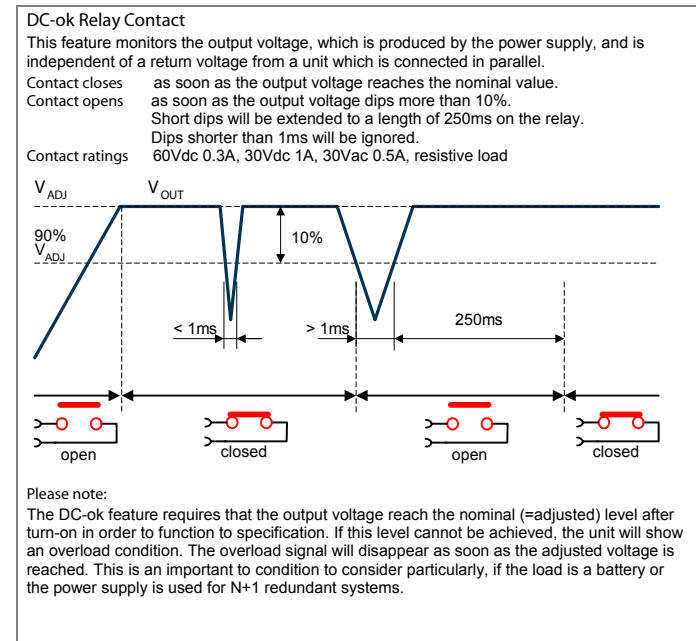 DC-ok Relay Contact
This feature monitors the output voltage, which is produced by the power supply, and is
independent of a return voltage from a unit which is connected in parallel.
Contact closes as soon as the output voltage reaches the nominal value.
Contact opens as soon as the output voltage dips more than 10%.
Short dips will be extended to a length of 250ms on the relay.
Dips shorter than 1ms will be ignored.
Contact ratings 60Vdc 0.3A, 30Vdc 1A, 30Vac 0.5A, resistive load
V ADJ V OUT
90%
V ADJ
10%
< 1ms > 1ms 250ms
open closed open closed
Please note:
The DC-ok feature requires that the output voltage reach the nominal (=adjusted) level after
turn-on in order to function to specification. If this level cannot be achieved, the unit will show
an overload condition. The overload signal will disappear as soon as the adjusted voltage is
reached. This is an important to condition to consider particularly, if the load is a battery or
the power supply is used for N+1 redundant systems.